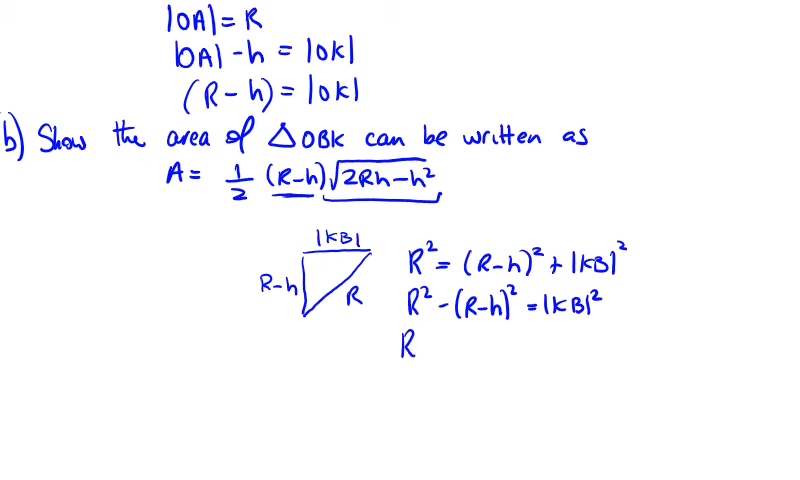 |OA| = R
|OA| - h = |OK|
(R - h) = |OK|
b) Show the area of △OBK can be written as
A = 1/2 (R-h)√(2Rh-h²)
|KB|
R-h
R
R² = (R-h)² + |KB|²
R² - (R-h)² = |KB|²
R